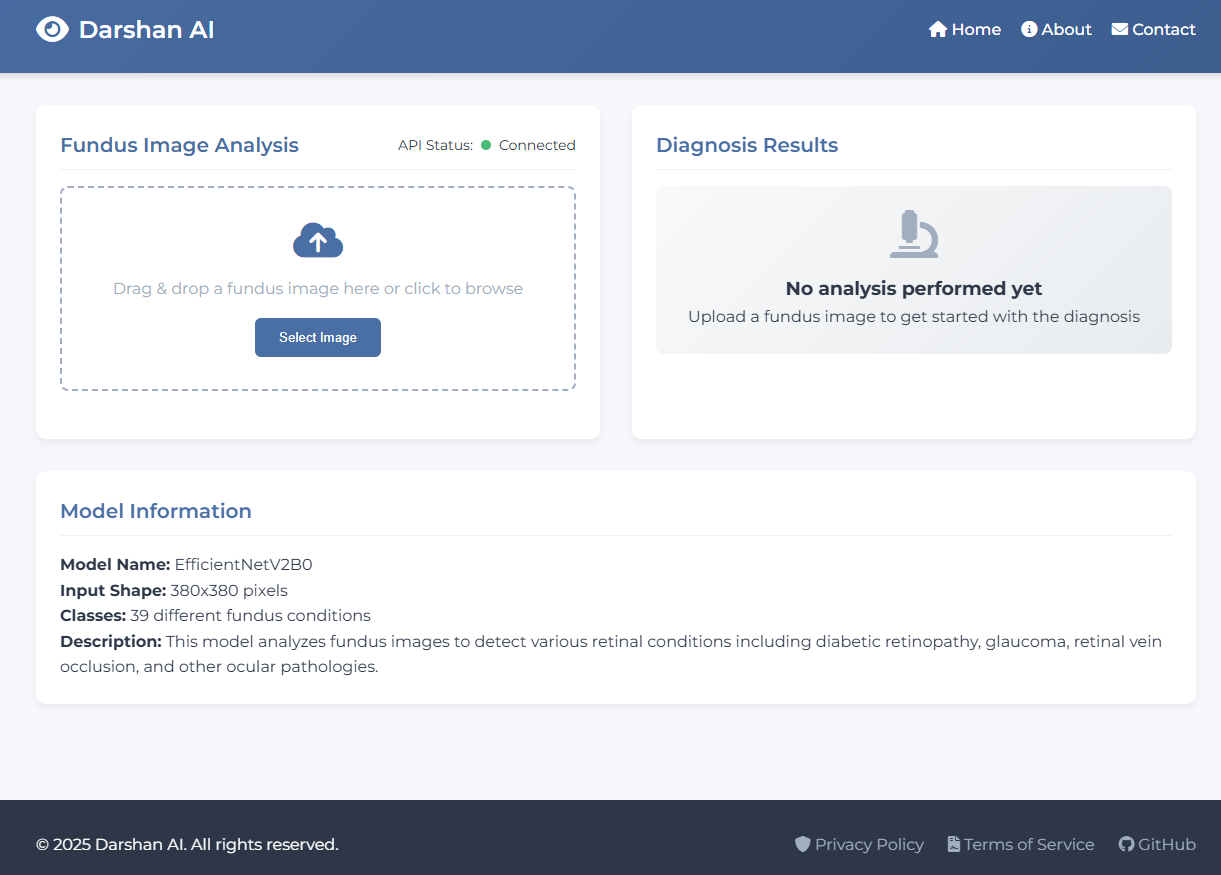 Darshan AI
Home
About
Contact
Fundus Image Analysis
API Status: Connected
Drag & drop a fundus image here or click to browse
Select Image
Diagnosis Results
No analysis performed yet
Upload a fundus image to get started with the diagnosis
Model Information
Model Name: EfficientNetV2B0
Input Shape: 380x380 pixels
Classes: 39 different fundus conditions
Description: This model analyzes fundus images to detect various retinal conditions including diabetic retinopathy, glaucoma, retinal vein
occlusion, and other ocular pathologies.
© 2025 Darshan AI. All rights reserved.
Privacy Policy
Terms of Service
GitHub